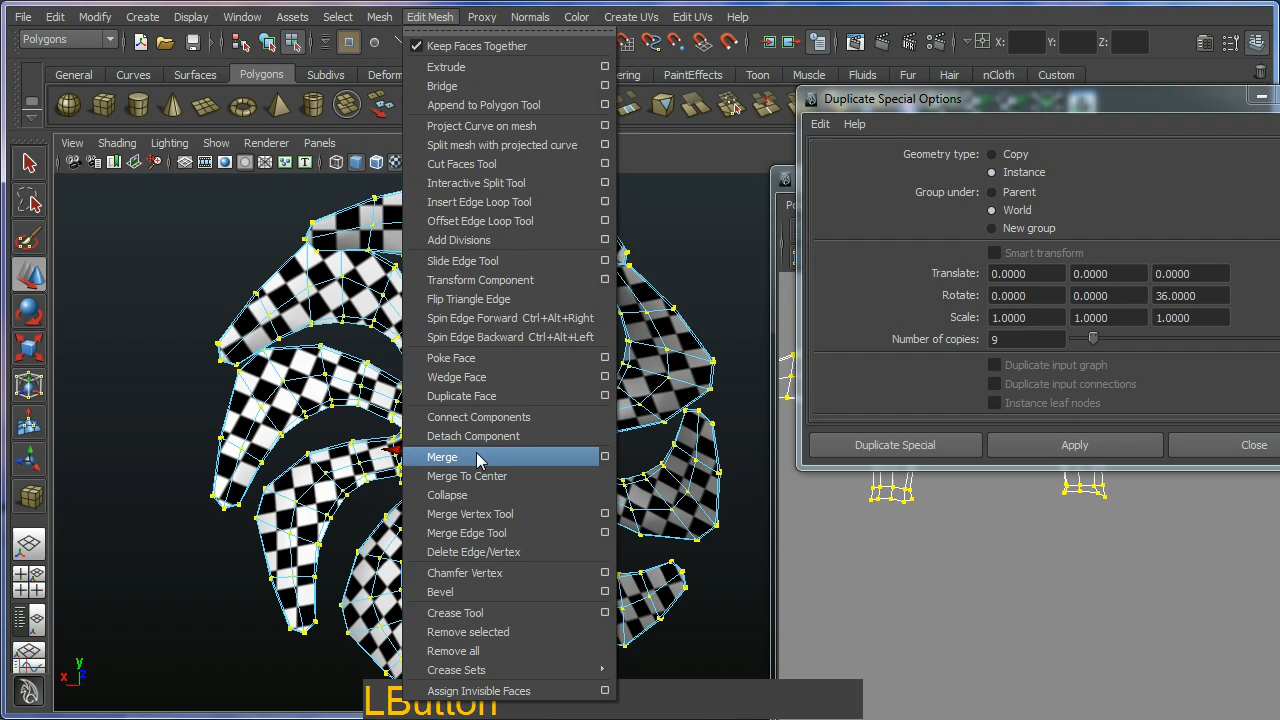 File Edit Modify Create Display Window Assets Select Mesh Edit Mesh Proxy Normals Color Create UVs Edit UVs Help
Polygons
X: Y: Z:
General Curves Surfaces Polygons Subdivs Deform
ering PaintEffects Toon Muscle Fluids Fur Hair nCloth Custom
View Shading Lighting Show Renderer Panels
Keep Faces Together
Extrude
Bridge
Append to Polygon Tool
Project Curve on mesh
Split mesh with projected curve
Cut Faces Tool
Interactive Split Tool
Insert Edge Loop Tool
Offset Edge Loop Tool
Add Divisions
Slide Edge Tool
Transform Component
Flip Triangle Edge
Spin Edge Forward Ctrl+Alt+Right
Spin Edge Backward Ctrl+Alt+Left
Poke Face
Wedge Face
Duplicate Face
Connect Components
Detach Component
Merge
Merge To Center
Collapse
Merge Vertex Tool
Merge Edge Tool
Delete Edge/Vertex
Chamfer Vertex
Bevel
Crease Tool
Remove selected
Remove all
Crease Sets
Assign Invisible Faces
Duplicate Special Options
Edit Help
Geometry type: Copy
Instance
Group under: Parent
World
New group
Smart transform
Translate: 0.0000 0.0000 0.0000
Rotate: 0.0000 0.0000 36.0000
Scale: 1.0000 1.0000 1.0000
Number of copies: 9
Duplicate input graph
Duplicate input connections
Instance leaf nodes
Duplicate Special Apply Close
Po
y
x z
LButton